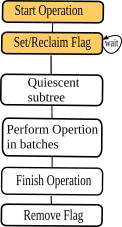 Start Operation
Set/Reclaim Flag
wait
Quiescent
subtree
Perform Opertion
in batches
Finish Operation
Remove Flag